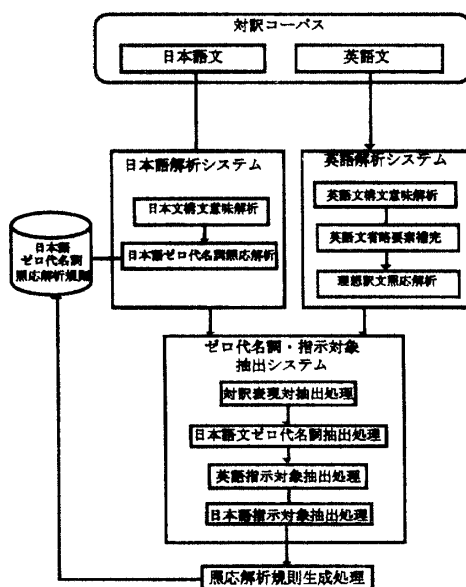 対訳コーパス
日本語文
英語文
日本語解析システム
日本文構文意味解析
日本語ゼロ代名詞照応解析
英語解析システム
英語文構文意味解析
英語文省略要素補完
理想訳文照応解析
日本語
ゼロ代名詞
照応解析規則
ゼロ代名詞・指示対象
抽出システム
対訳表現対抽出処理
日本語文ゼロ代名詞抽出処理
英語指示対象抽出処理
日本語指示対象抽出処理
照応解析規則生成処理